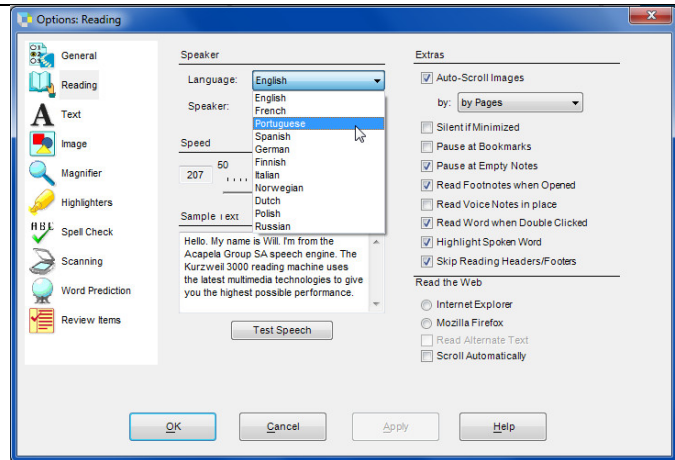 Options: Reading
General
Reading
Text
Image
Magnifier
Highlighters
Spell Check
Scanning
Word Prediction
Review Items
Speaker
Language: English
English
French
Portuguese
Spanish
German
Finnish
Italian
Norwegian
Dutch
Polish
Russian
Speaker:
Speed
207
50
Sample Text
Hello. My name is Will. I'm from the
Acapela Group SA speech engine. The
Kurzweil 3000 reading machine uses
the latest multimedia technologies to give
you the highest possible performance.
Test Speech
Extras
Auto-Scroll Images
by: by Pages
Silent if Minimized
Pause at Bookmarks
Pause at Empty Notes
Read Footnotes when Opened
Read Voice Notes in place
Read Word when Double Clicked
Highlight Spoken Word
Skip Reading Headers/Footers
Read the Web
Internet Explorer
Mozilla Firefox
Read Alternate Text
Scroll Automatically
OK
Cancel
Apply
Help